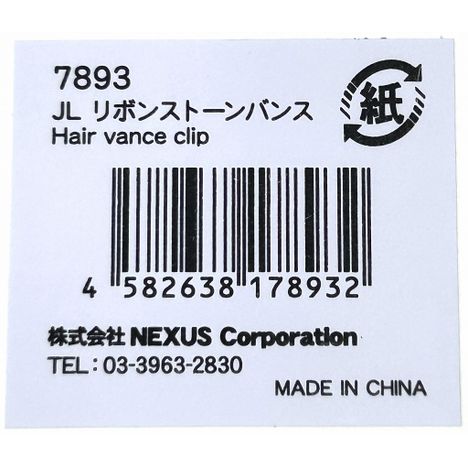 7893
紙
JL リボンストーンバンス
Hair vance clip
4 582638 178932
株式会社 NEXUS Corporation
TEL：03-3963-2830
MADE IN CHINA